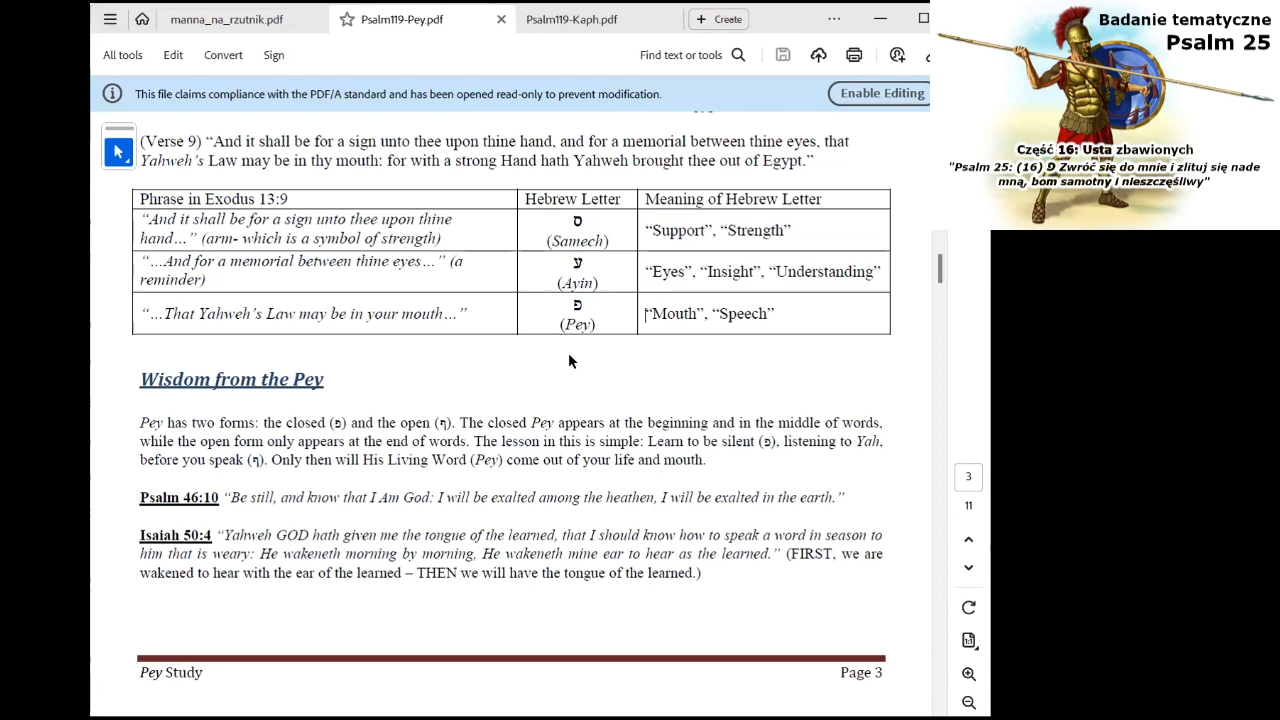 manna_na_rzutnik.pdf
Psalm119-Pey.pdf
Psalm119-Kaph.pdf
Create
All tools
Edit
Convert
Sign
Find text or tools
This file claims compliance with the PDF/A standard and has been opened read-only to prevent modification.
Enable Editing
(Verse 9) “And it shall be for a sign unto thee upon thine hand, and for a memorial between thine eyes, that
Yahweh’s Law may be in thy mouth: for with a strong Hand hath Yahweh brought thee out of Egypt.”
Phrase in Exodus 13:9
Hebrew Letter
Meaning of Hebrew Letter
“And it shall be for a sign unto thee upon thine
hand…” (arm- which is a symbol of strength)
ס
(Samech)
“Support”, “Strength”
“…And for a memorial between thine eyes…” (a
reminder)
ע
(Ayin)
“Eyes”, “Insight”, “Understanding”
“…That Yahweh’s Law may be in your mouth…”
פ
(Pey)
“Mouth”, “Speech”
Wisdom from the Pey
Pey has two forms: the closed (פ) and the open (ף). The closed Pey appears at the beginning and in the middle of words,
while the open form only appears at the end of words. The lesson in this is simple: Learn to be silent (פ), listening to Yah,
before you speak (ף). Only then will His Living Word (Pey) come out of your life and mouth.
Psalm 46:10 “Be still, and know that I Am God: I will be exalted among the heathen, I will be exalted in the earth.”
Isaiah 50:4 “Yahweh GOD hath given me the tongue of the learned, that I should know how to speak a word in season to
him that is weary: He wakeneth morning by morning, He wakeneth mine ear to hear as the learned.” (FIRST, we are
wakened to hear with the ear of the learned – THEN we will have the tongue of the learned.)
Pey Study
Page 3
3
11
Badanie tematyczne
Psalm 25
Część 16: Usta zbawionych
"Psalm 25: (16) פ Zwróć się do mnie i zlituj się nade
mną, bom samotny i nieszczęśliwy"